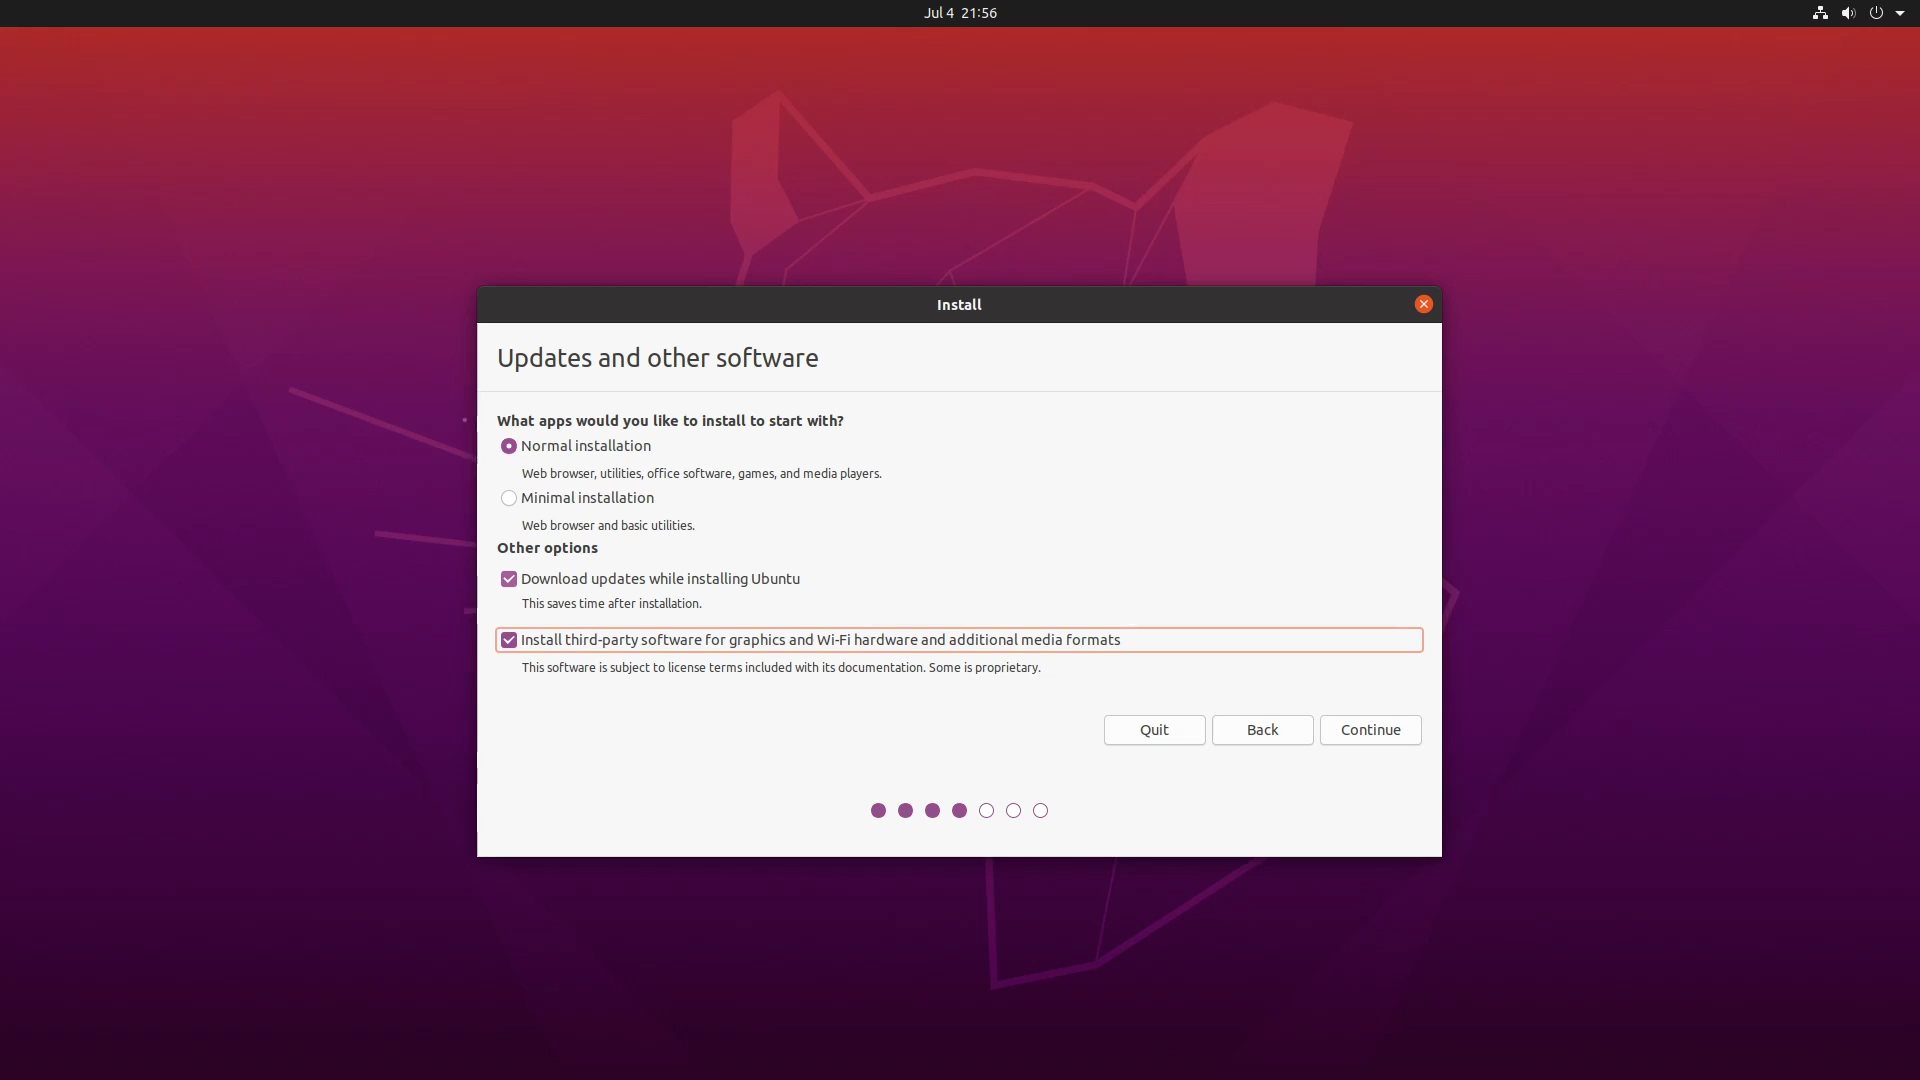 Jul 4 21:56
Install
Updates and other software
What apps would you like to install to start with?
Normal installation
Web browser, utilities, office software, games, and media players.
Minimal installation
Web browser and basic utilities.
Other options
Download updates while installing Ubuntu
This saves time after installation.
Install third-party software for graphics and Wi-Fi hardware and additional media formats
This software is subject to license terms included with its documentation. Some is proprietary.
Quit Back Continue